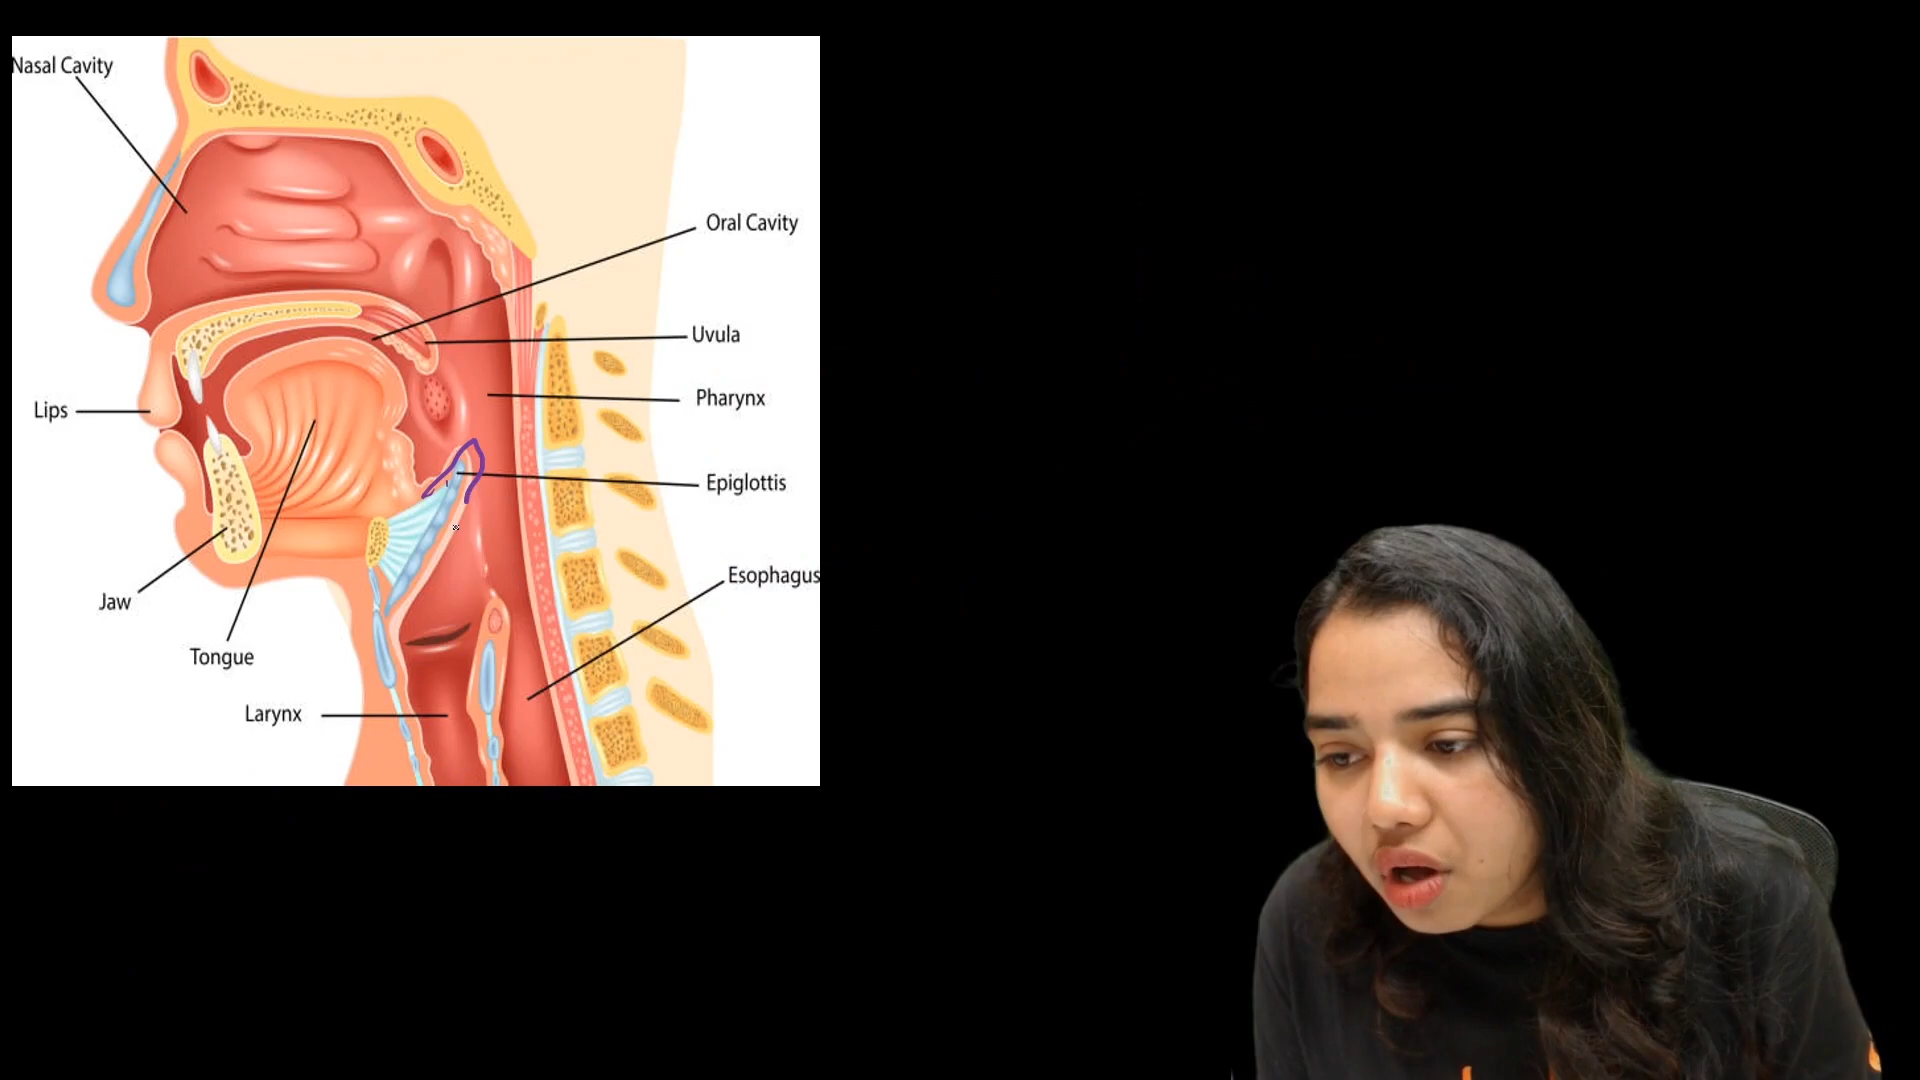 Nasal Cavity
Oral Cavity
Uvula
Pharynx
Lips
Epiglottis
Esophagus
Jaw
Tongue
Larynx